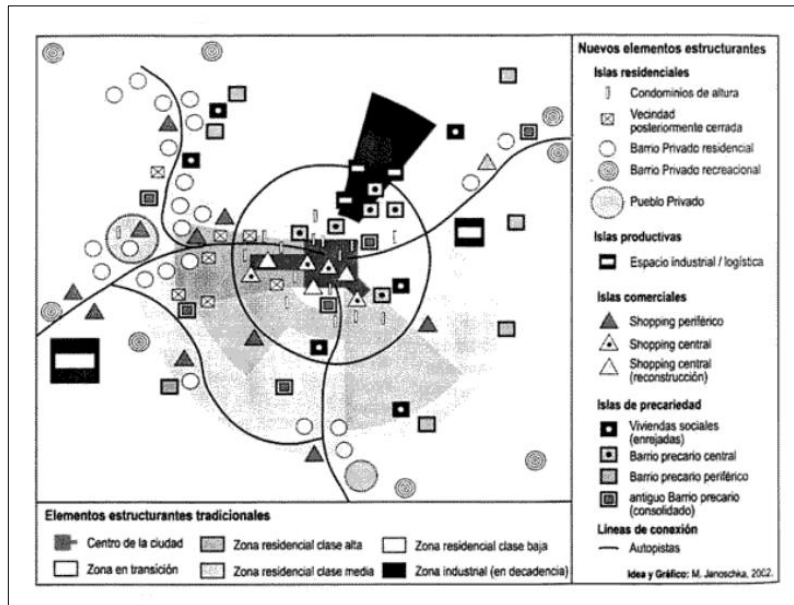 Nuevos elementos estructurantes
Islas residenciales
Condominios de altura
Vecindad
posteriormente cerrada
Barrio Privado residencial
Barrio Privado recreacional
Pueblo Privado
Islas productivas
Espacio industrial / logística
Islas comerciales
Shopping periférico
Shopping central
Shopping central
(reconstrucción)
Islas de precariedad
Viviendas sociales
(enrejadas)
Barrio precario central
Barrio precario periférico
antiguo Barrio precario
(consolidado)
Lineas de conexión
Autopistas
Idea y Gráfico: M. Janoschka, 2002.
Elementos estructurantes tradicionales
Centro de la ciudad
Zona residencial clase alta
Zona residencial clase baja
Zona en transición
Zona residencial clase media
Zona industrial (en decadencia)